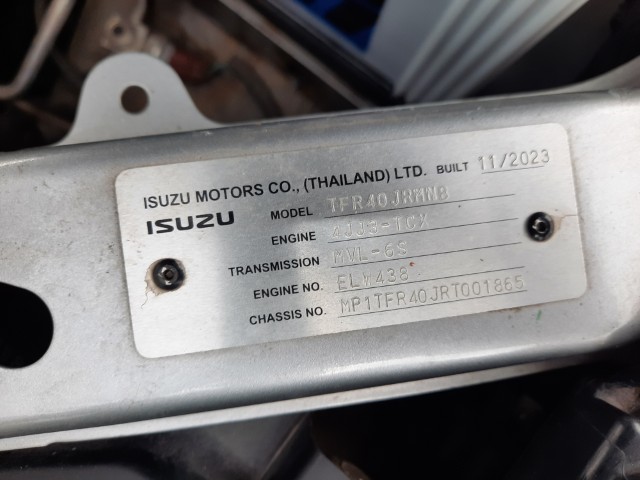 ISUZU MOTORS CO., (THAILAND) LTD. BUILT 11/2023
ISUZU MODEL TFR40JRMN8
ENGINE 4JJ3-TCX
TRANSMISSION MVL-6S
ENGINE NO. ELW438
CHASSIS NO. MP1TFR40JRT001865